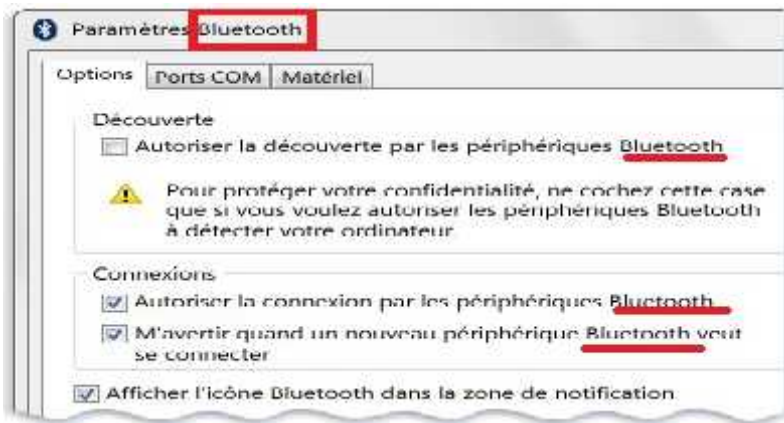 Paramètres Bluetooth
Options Ports COM Matériel
Découverte
Autoriser la découverte par les périphériques Bluetooth
Pour protéger votre confidentialité, ne cochez cette case
que si vous voulez autoriser les périphériques Bluetooth
à détecter votre ordinateur
Connexions
Autoriser la connexion par les périphériques Bluetooth
M'avertir quand un nouveau périphérique Bluetooth veut
se connecter
Afficher l'icône Bluetooth dans la zone de notification